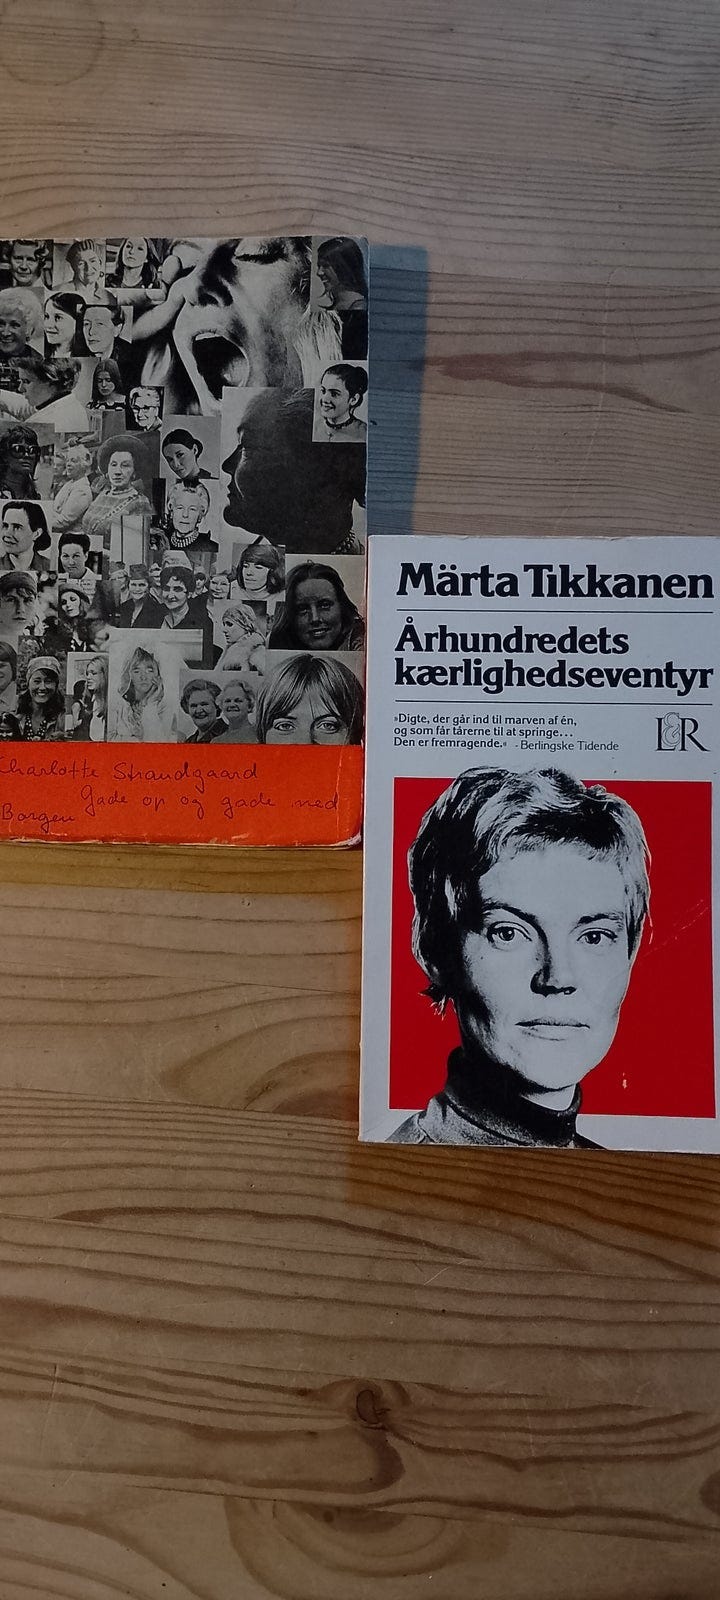 Charlotte Strandgaard
Gade op og gade ned
Borgen
Märta Tikkanen
Århundredets
kærlighedseventyr
»Digte, der går ind til marven af én,
og som får tårerne til at springe...
Den er fremragende.« - Berlingske Tidende
L&R